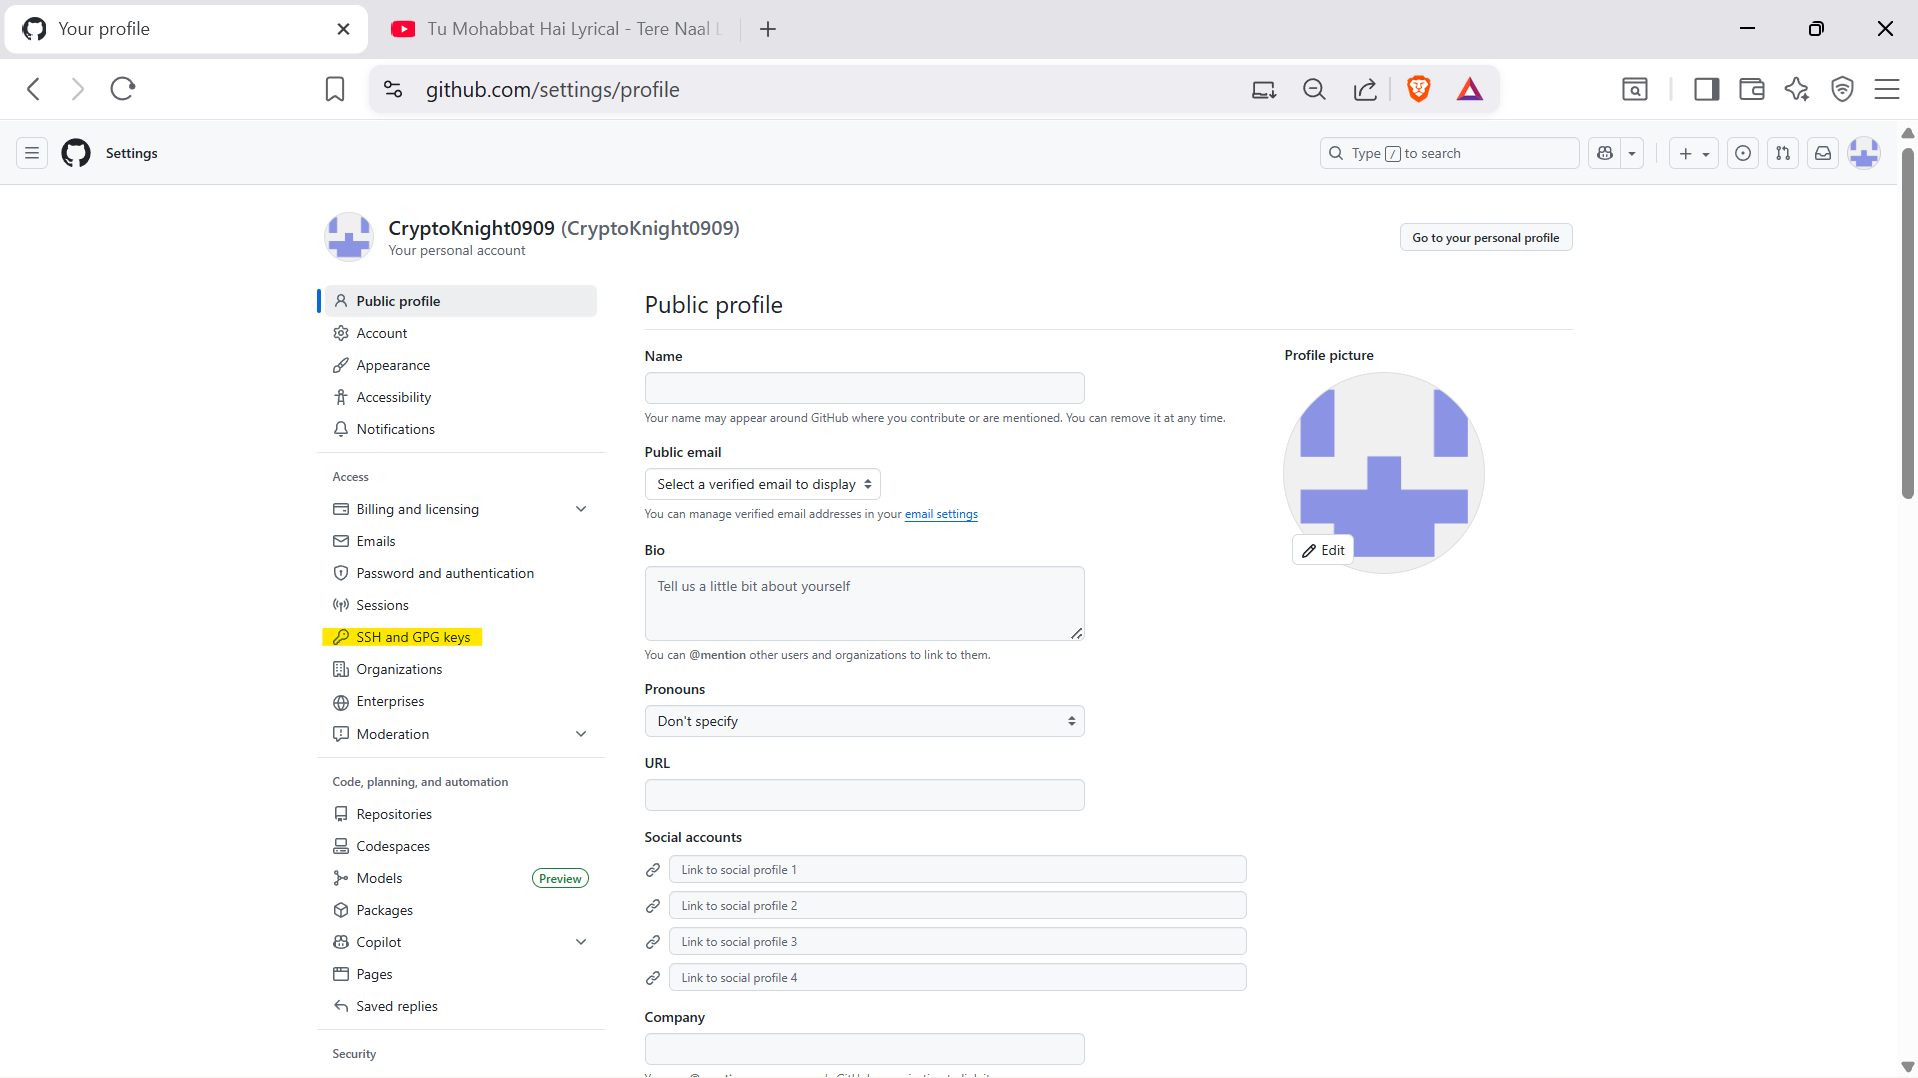 Your profile
Tu Mohabbat Hai Lyrical - Tere Naal
github.com/settings/profile
Settings
Type / to search
CryptoKnight0909 (CryptoKnight0909)
Your personal account
Go to your personal profile
Public profile
Account
Appearance
Accessibility
Notifications
Access
Billing and licensing
Emails
Password and authentication
Sessions
SSH and GPG keys
Organizations
Enterprises
Moderation
Code, planning, and automation
Repositories
Codespaces
Models
Preview
Packages
Copilot
Pages
Saved replies
Security
Public profile
Name
Your name may appear around GitHub where you contribute or are mentioned. You can remove it at any time.
Public email
Select a verified email to display
You can manage verified email addresses in your email settings
Bio
Tell us a little bit about yourself
You can @mention other users and organizations to link to them.
Pronouns
Don't specify
URL
Social accounts
Link to social profile 1
Link to social profile 2
Link to social profile 3
Link to social profile 4
Company
Profile picture
Edit